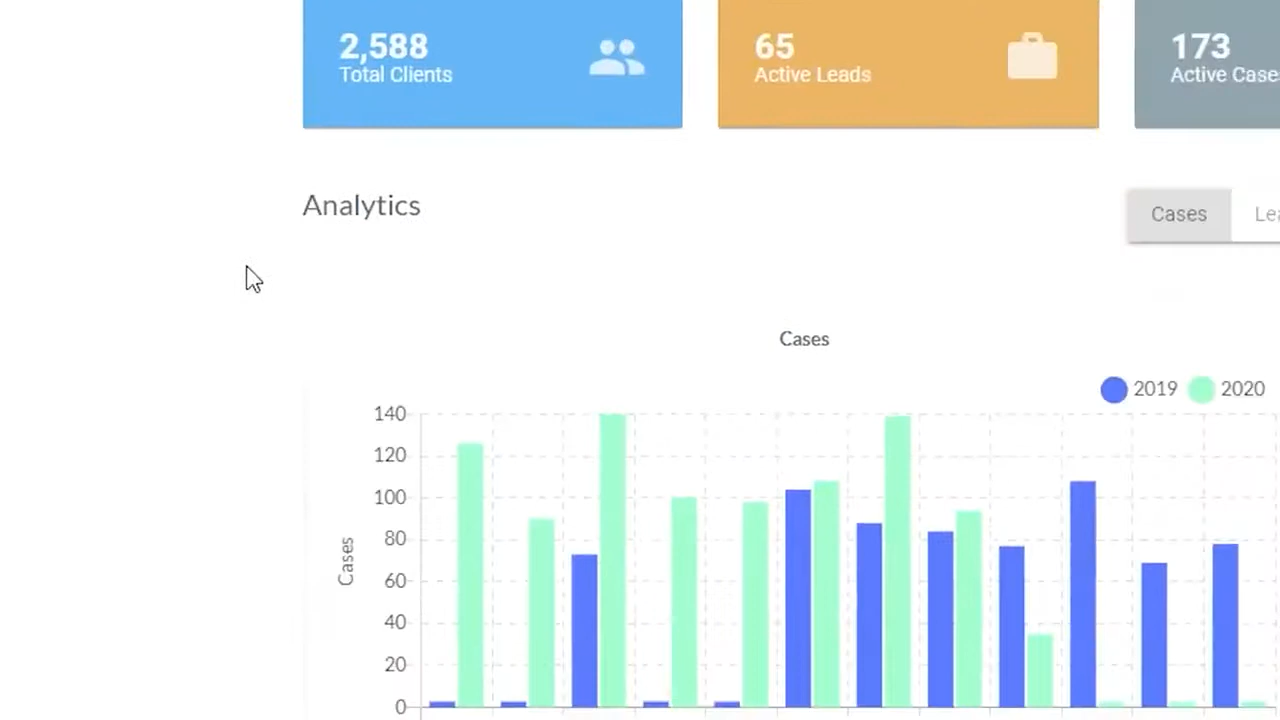 2,588
Total Clients
65
Active Leads
173
Active
Analytics
Cases
Cases
2019
2020
Cases
140
120
100
80
60
40
20
0